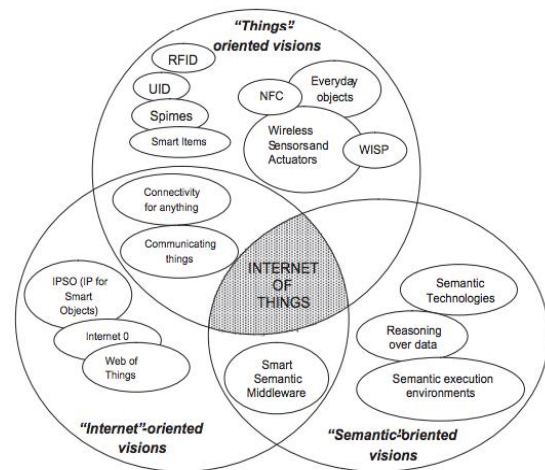 "Things"-
oriented visions
RFID
UID
Spimes
Smart Items
NFC
Everyday
objects
Wireless
Sensors and
Actuators
WISP
Connectivity
for anything
Communicating
things
INTERNET
OF
THINGS
IPSO (IP for
Smart
Objects)
Internet 0
Web of
Things
Semantic
Technologies
Reasoning
over data
Semantic execution
environments
Smart
Semantic
Middleware
"Internet"-oriented
visions
"Semantic"-oriented
visions